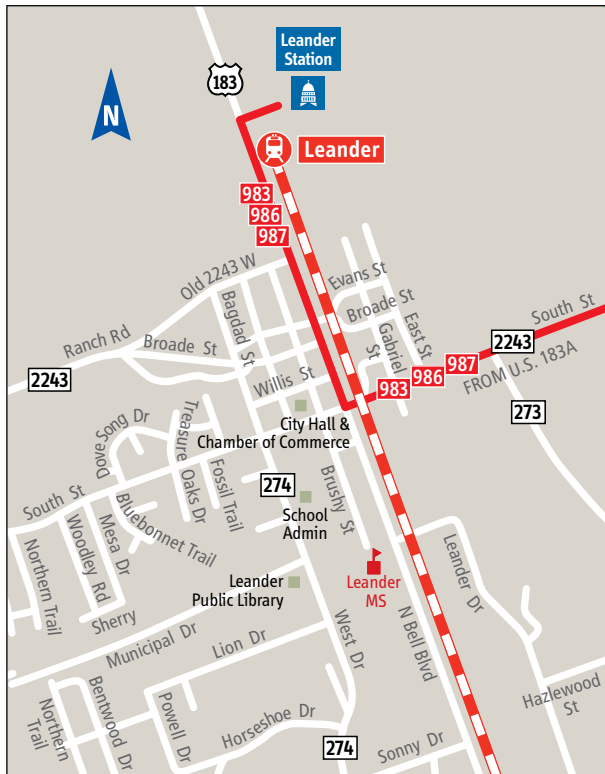 Leander
Station
183
N
Leander
983
986
987
Old 2243 W
Evans St
Bagdad St
Broade St
South St
Ranch Rd
Broade St
Gabriel St
East St
2243
2243
987
986
983
FROM U.S. 183A
Willis St
273
City Hall &
Chamber of Commerce
Dove Song Dr
Treasure Oaks Dr
Fossil Trail
274
Brushy St
South St
School
Admin
Bluebonnet Trail
Mesa Dr
Woodley Rd
Northern Trail
Leander Dr
Leander
Public Library
Leander
MS
Sherry
Municipal Dr
West Dr
N Bell Blvd
Lion Dr
Hazlewood
St
Northern
Trail
Bentwood Dr
Powell Dr
Horseshoe Dr
274
Sonny Dr